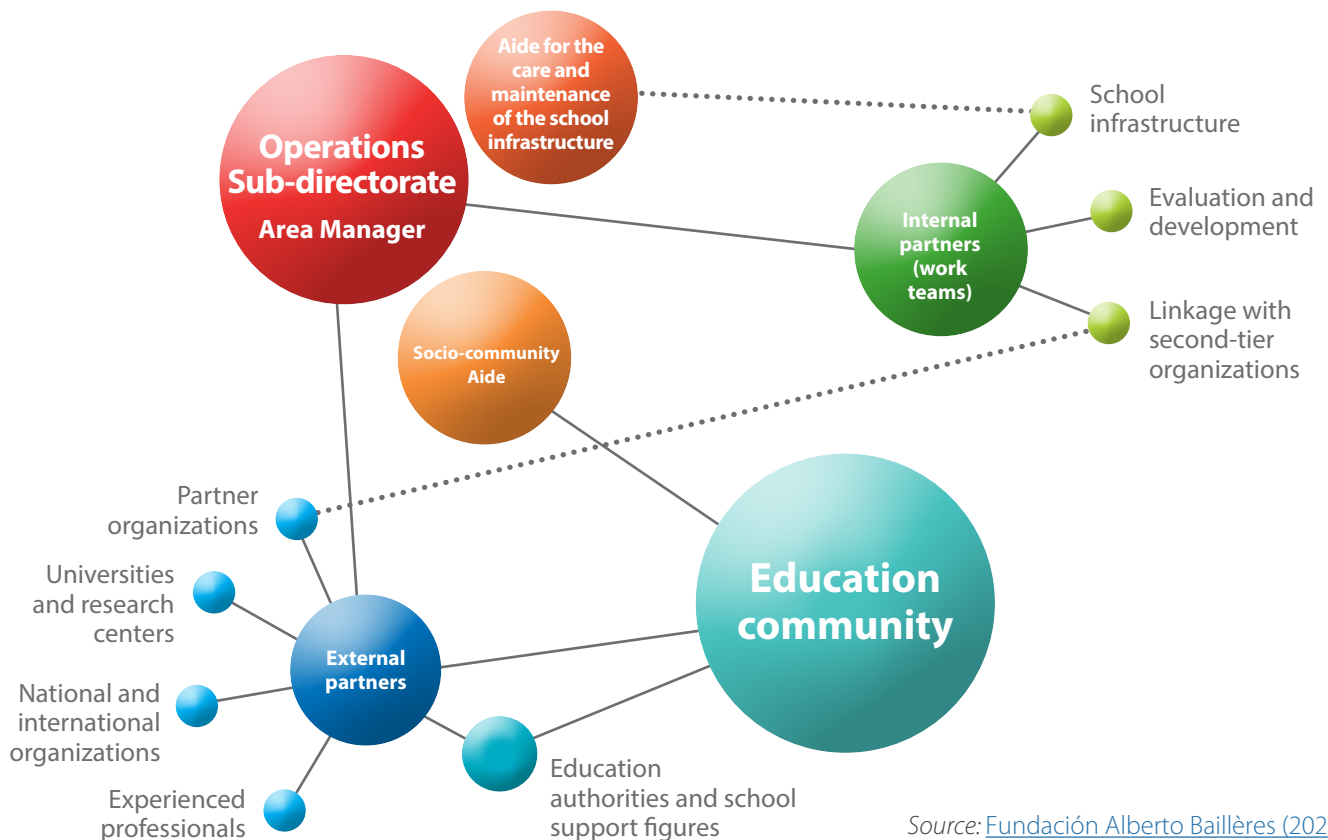 Aide for the
care and
maintenance
of the school
infrastructure
Operations
Sub-directorate
Area Manager
School
infrastructure
Internal
partners
(work
teams)
Evaluation and
development
Linkage with
second-tier
organizations
Socio-community
Aide
Partner
organizations
Universities
and research
centers
Education
community
External
partners
National and
international
organizations
Education
authorities and school
support figures
Experienced
professionals
Source: Fundación Alberto Baillères (202